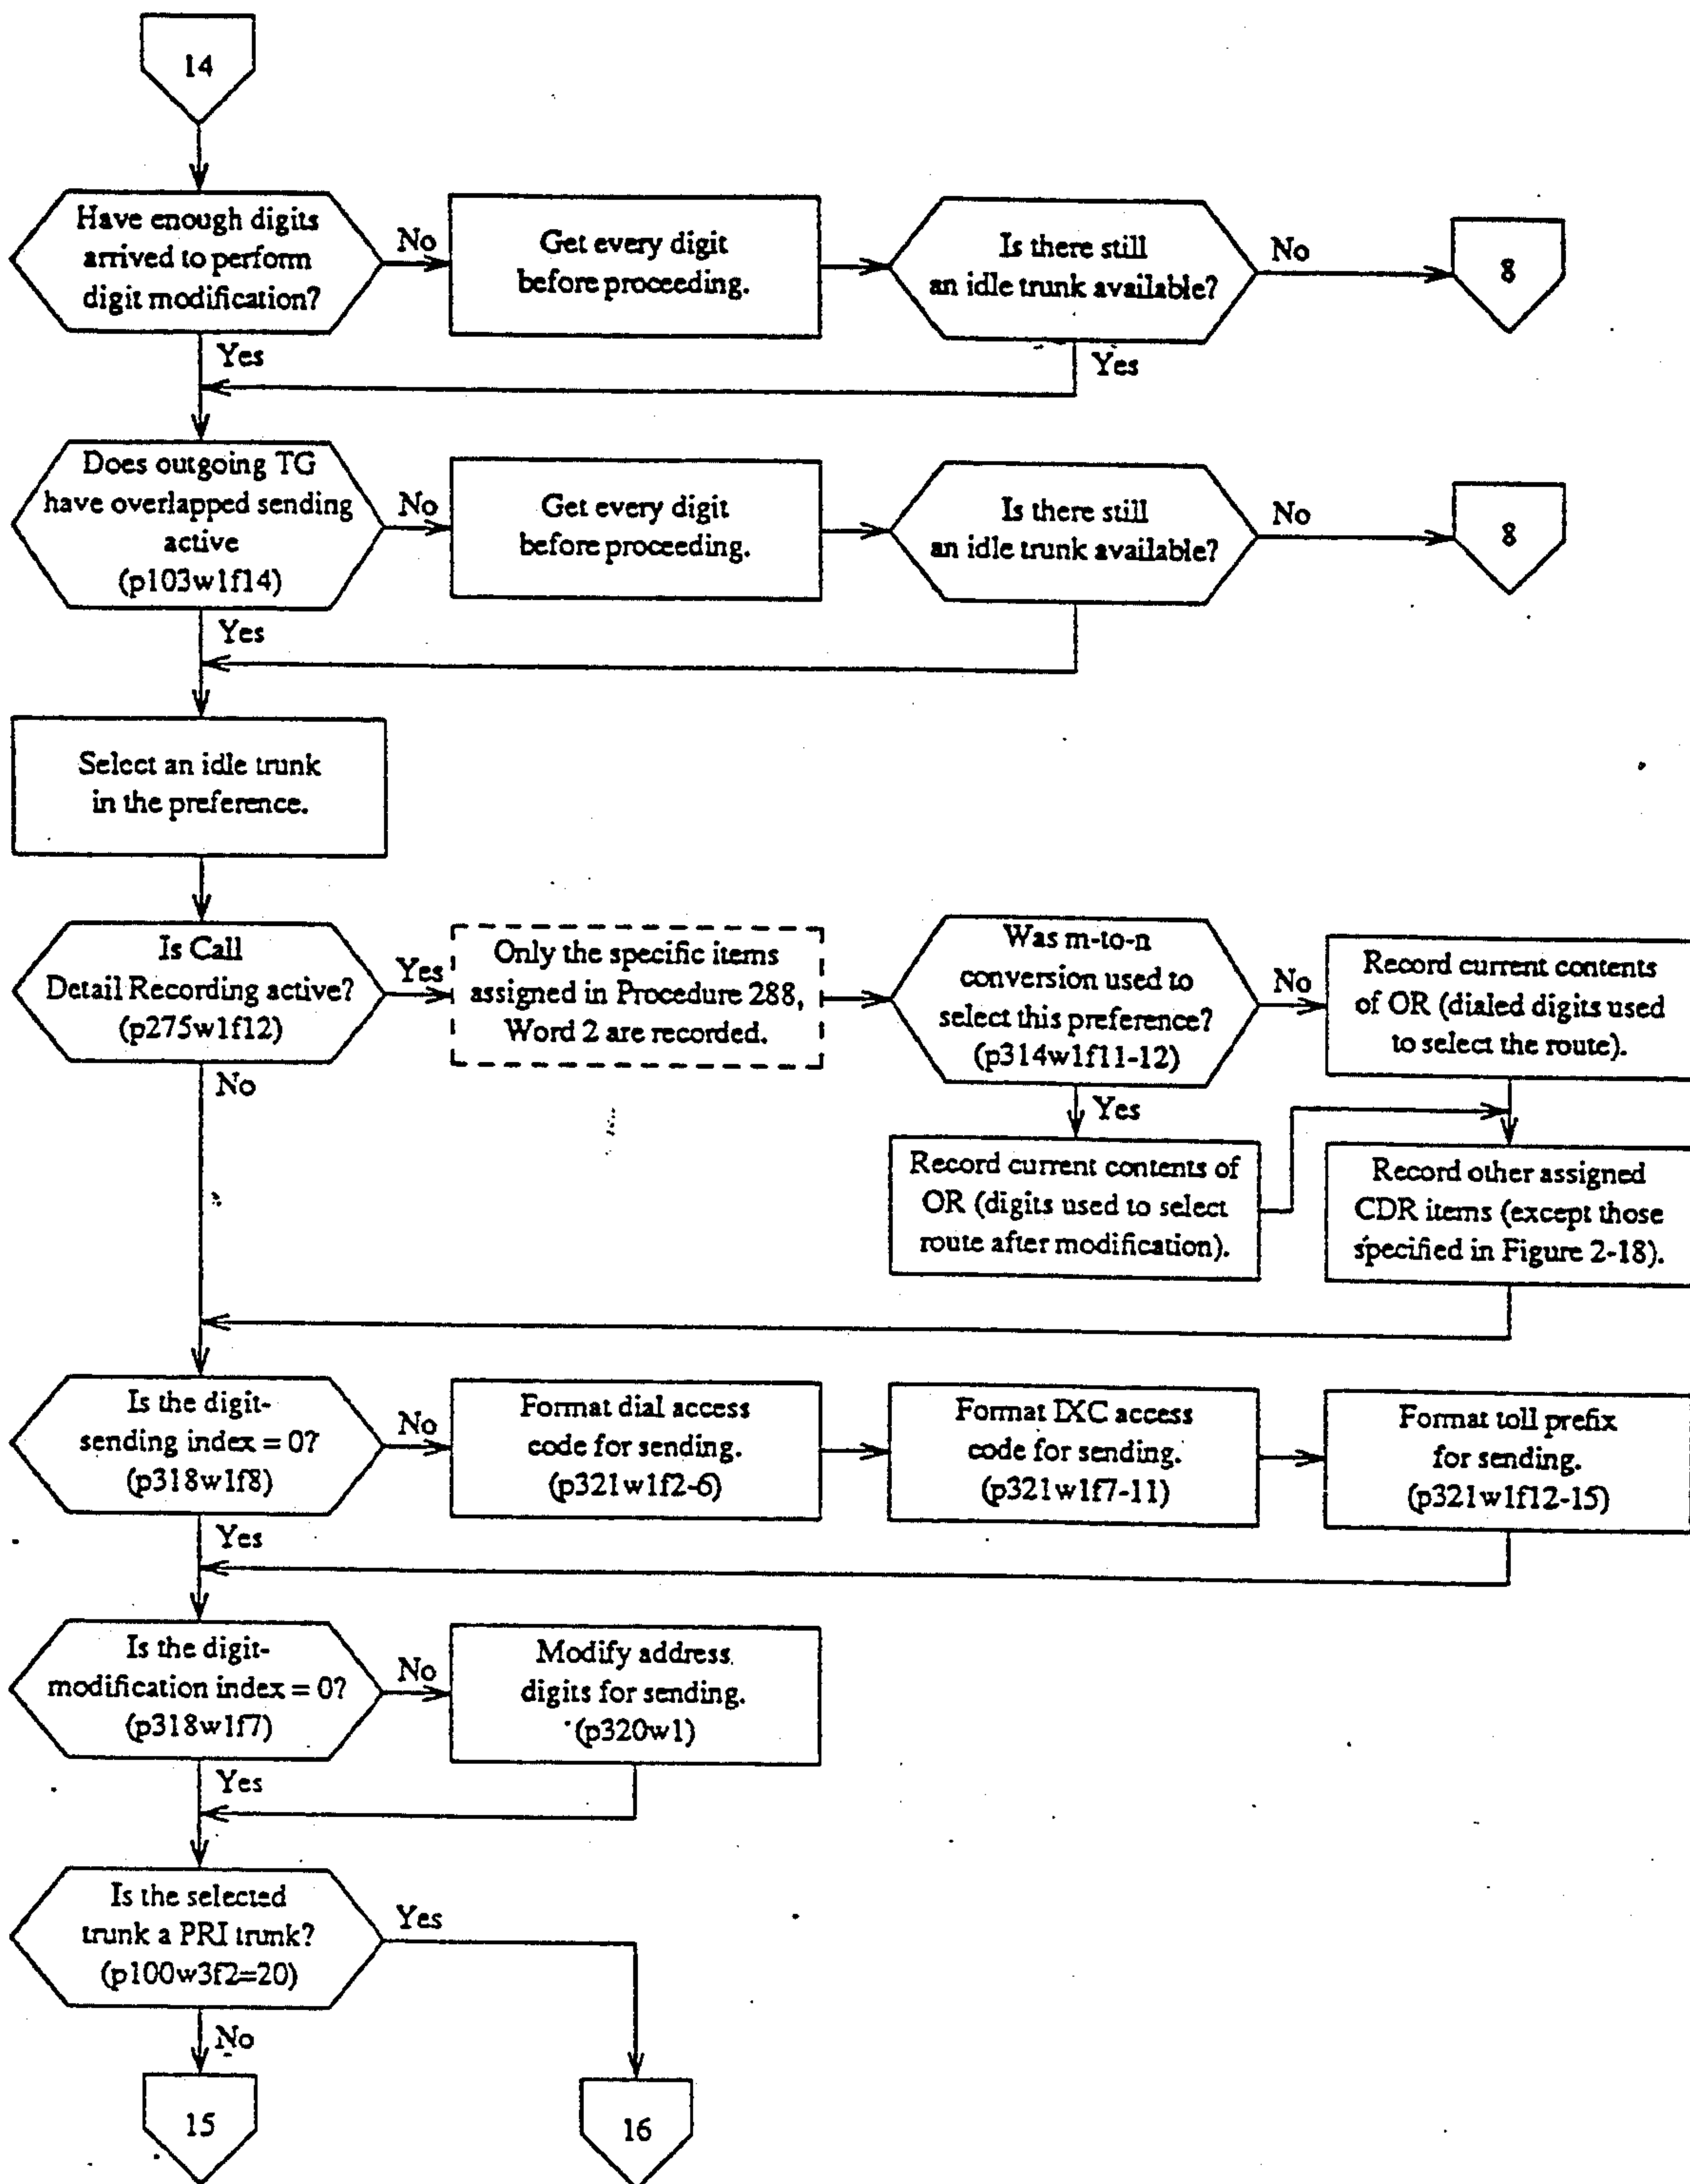 14
Have enough digits
arrived to perform
digit modification?
No
Get every digit
before proceeding.
Is there still
an idle trunk available?
No
8
Yes
Yes
Does outgoing TG
have overlapped sending
active
(p103w1f14)
No
Get every digit
before proceeding.
Is there still
an idle trunk available?
No
8
Yes
Select an idle trunk
in the preference.
Is Call
Detail Recording active?
(p275w1f12)
Yes
Only the specific items
assigned in Procedure 288,
Word 2 are recorded.
Was m-to-n
conversion used to
select this preference?
(p314w1f11-12)
No
Record current contents
of OR (dialed digits used
to select the route).
No
Yes
Record current contents of
OR (digits used to select
route after modification).
Record other assigned
CDR items (except those
specified in Figure 2-18).
Is the digit-
sending index = 0?
(p318w1f8)
No
Format dial access
code for sending.
(p321w1f2-6)
Format IXC access
code for sending.
(p321w1f7-11)
Format toll prefix
for sending.
(p321w1f12-15)
Yes
Is the digit-
modification index = 0?
(p318w1f7)
No
Modify address
digits for sending.
(p320w1)
Yes
Is the selected
trunk a PRI trunk?
(p100w3f2=20)
Yes
No
15
16